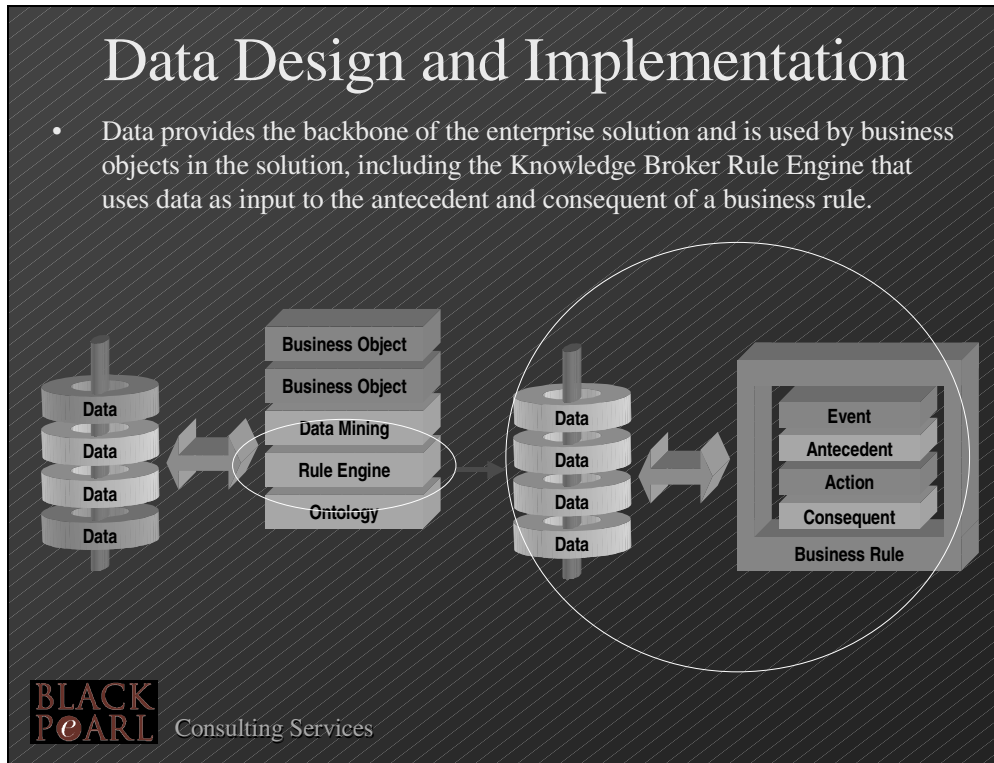 Data Design and Implementation
• Data provides the backbone of the enterprise solution and is used by business
objects in the solution, including the Knowledge Broker Rule Engine that
uses data as input to the antecedent and consequent of a business rule.
Data
Data
Data
Data
Business Object
Business Object
Data Mining
Rule Engine
Ontology
Data
Data
Data
Data
Event
Antecedent
Action
Consequent
Business Rule
BLACK
PeARL
Consulting Services